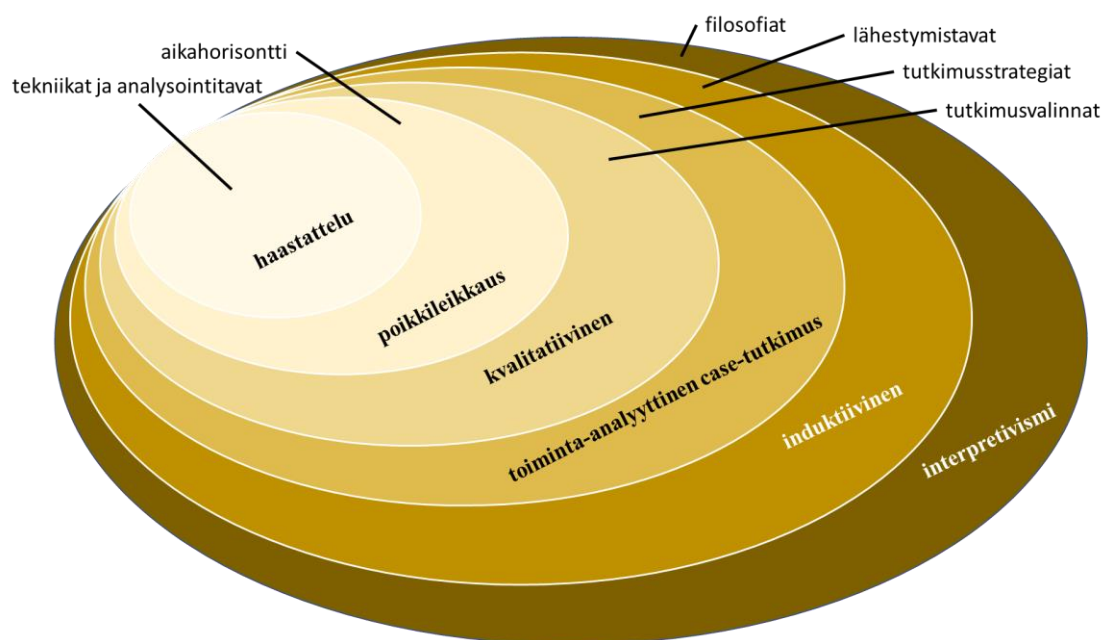 filosofiat
lähestymistavat
aikahorisontti
tutkimusstrategiat
tekniikat ja analysointitavat
tutkimusvalinnat
haastattelu
poikkileikkaus
kvalitatiivinen
toiminta-analyyttinen case-tutkimus
induktiivinen
interpretivismi